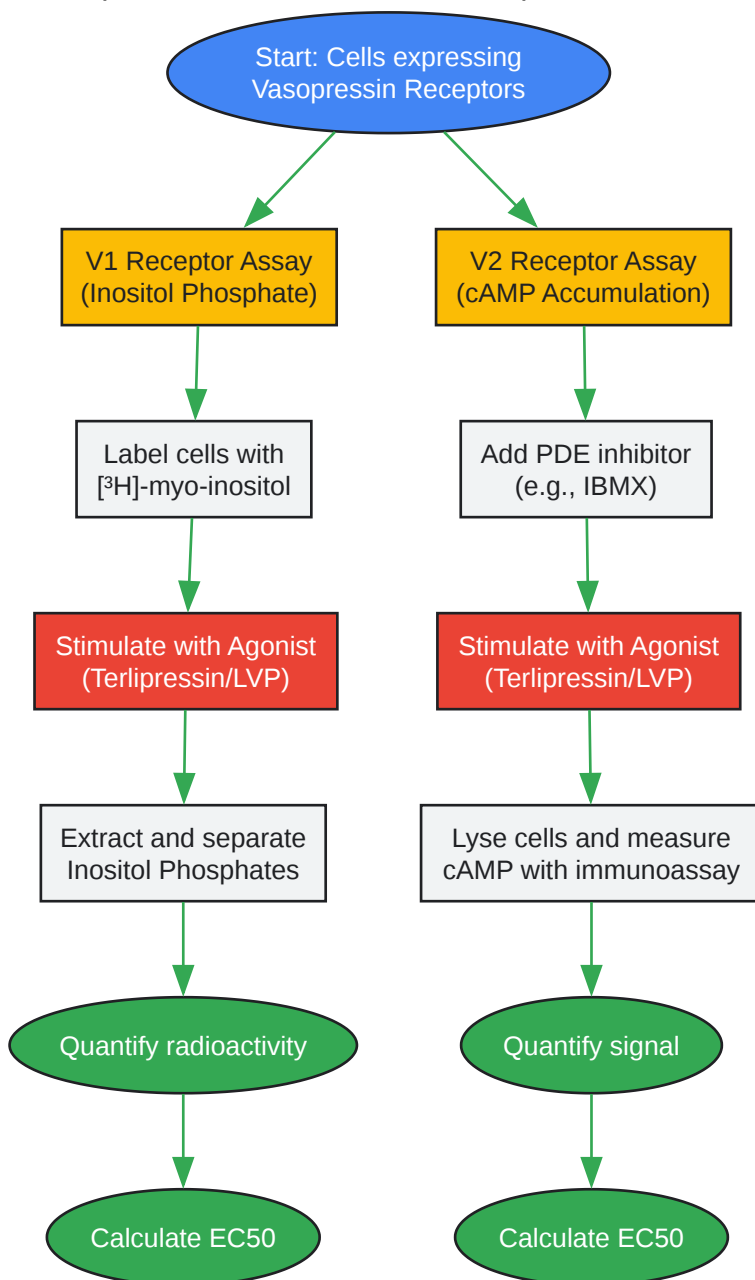 Start: Cells expressing
Vasopressin Receptors
V1 Receptor Assay
(Inositol Phosphate)
V2 Receptor Assay
(cAMP Accumulation)
Label cells with
[³H]-myo-inositol
Add PDE inhibitor
(e.g., IBMX)
Stimulate with Agonist
(Terlipressin/LVP)
Stimulate with Agonist
(Terlipressin/LVP)
Extract and separate
Inositol Phosphates
Lyse cells and measure
cAMP with immunoassay
Quantify radioactivity
Quantify signal
Calculate EC50
Calculate EC50